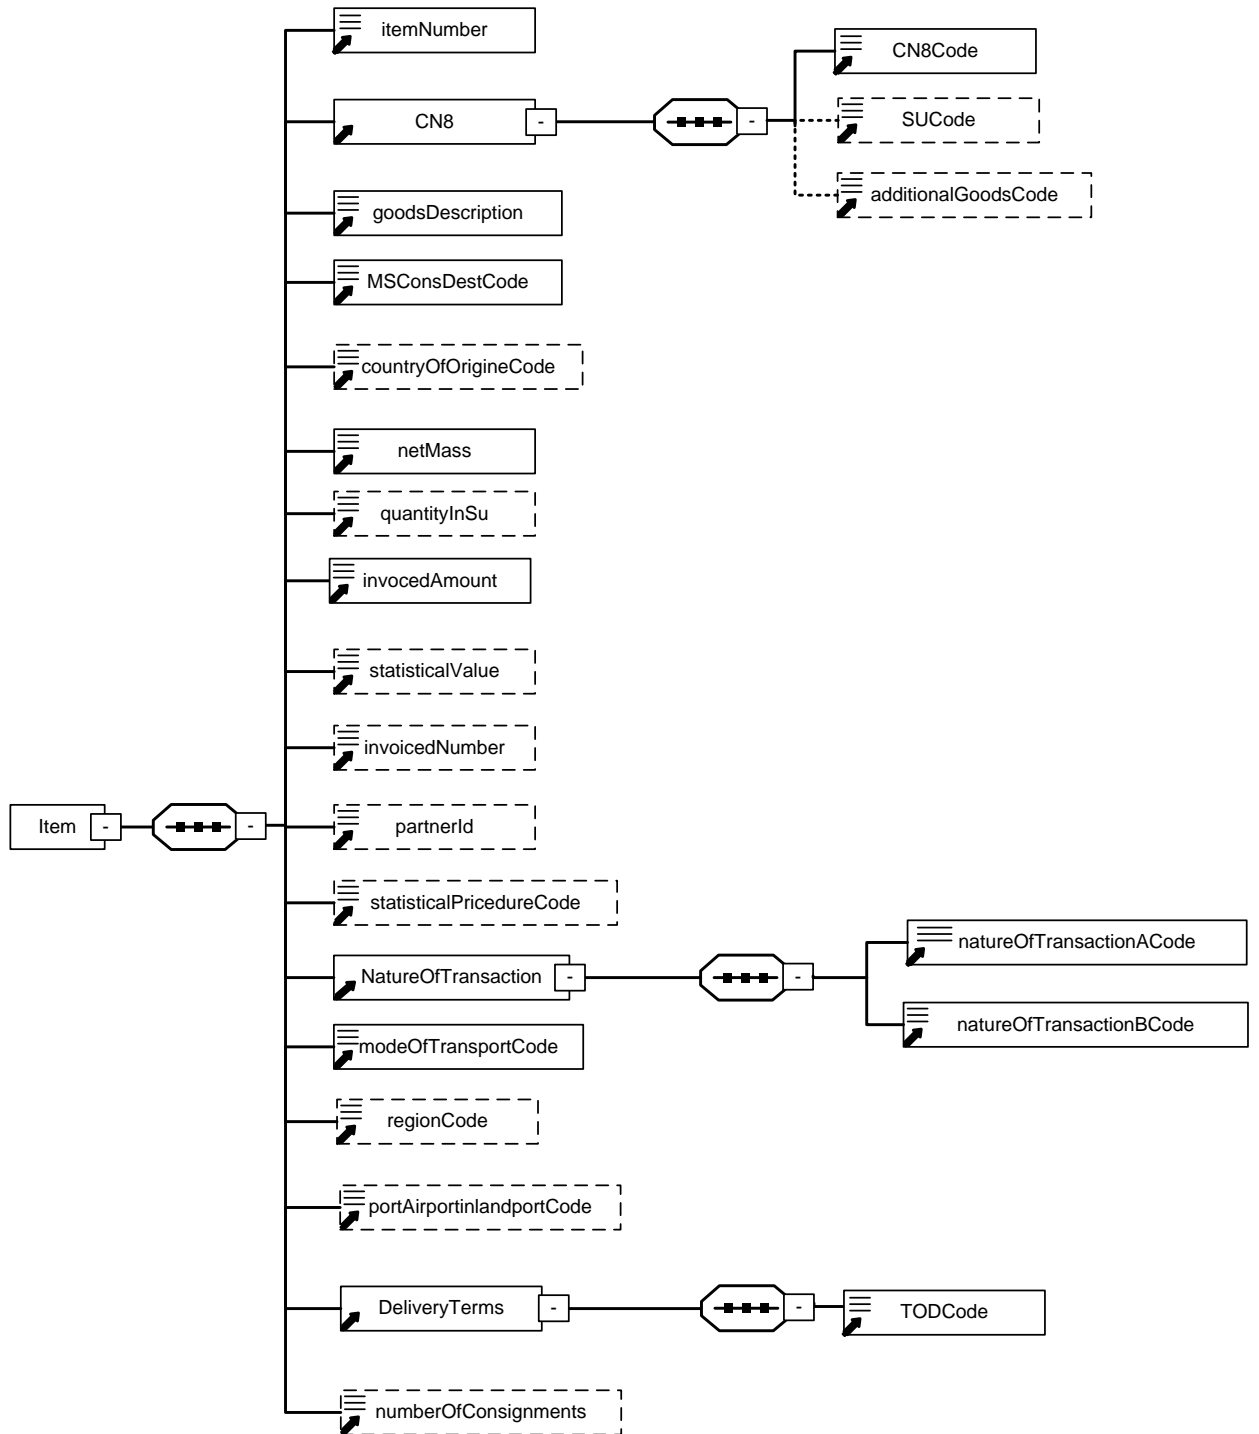 itemNumber
CN8Code
CN8
-
-
SUCode
additionalGoodsCode
goodsDescription
MSConsDestCode
countryOfOrigineCode
netMass
quantityInSu
invocedAmount
statisticalValue
invoicedNumber
Item
-
-
partnerId
statisticalPricedureCode
natureOfTransactionACode
NatureOfTransaction
-
-
natureOfTransactionBCode
modeOfTransportCode
regionCode
portAirportinlandportCode
DeliveryTerms
-
-
TODCode
numberOfConsignments